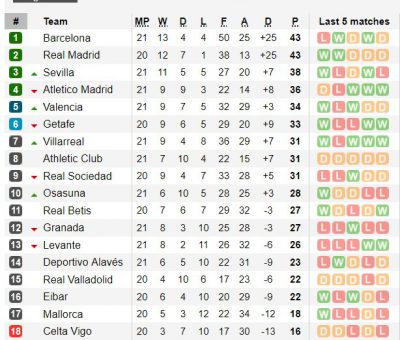 # Team MP W D L F A D P Last 5 matches
1 Barcelona 21 13 4 4 50 25 +25 43 L W D W D
2 Real Madrid 20 12 7 1 38 13 +25 43 W W D D D
3 Sevilla 21 11 5 5 27 20 +7 38 W L D W L
4 Atletico Madrid 21 9 9 3 22 14 +8 36 D L W W W
5 Valencia 21 9 7 5 32 29 +3 34
6 Getafe
7 Villarreal 21 9 4 8 36 29 +7 31
8 Athletic Club 21 7 10 4 22 15 +7 31 D D D D D
9 Real Sociedad 20 9 4 7 33 28 +5 31
10 Osasuna 21 6 10 5 28 25 +3 28 W D D L L
11 Real Betis 20 7 6 7 29 32 -3 27
12 Granada 21 8 3 10 25 28 -3 27 L L W L L
13 Levante 21 8 2 11 26 32 -6 26
14 Deportivo Alavés 21 6 5 10 22 31 -9 23
15 Real Valladolid 20 4 10 6 17 23 -6 22
16 Eibar 20 6 4 10 20 29 -9 22
17 Mallorca 20 5 3 12 22 34 -12 18
18 Celta Vigo 20 3 7 10 17 30 -13 16